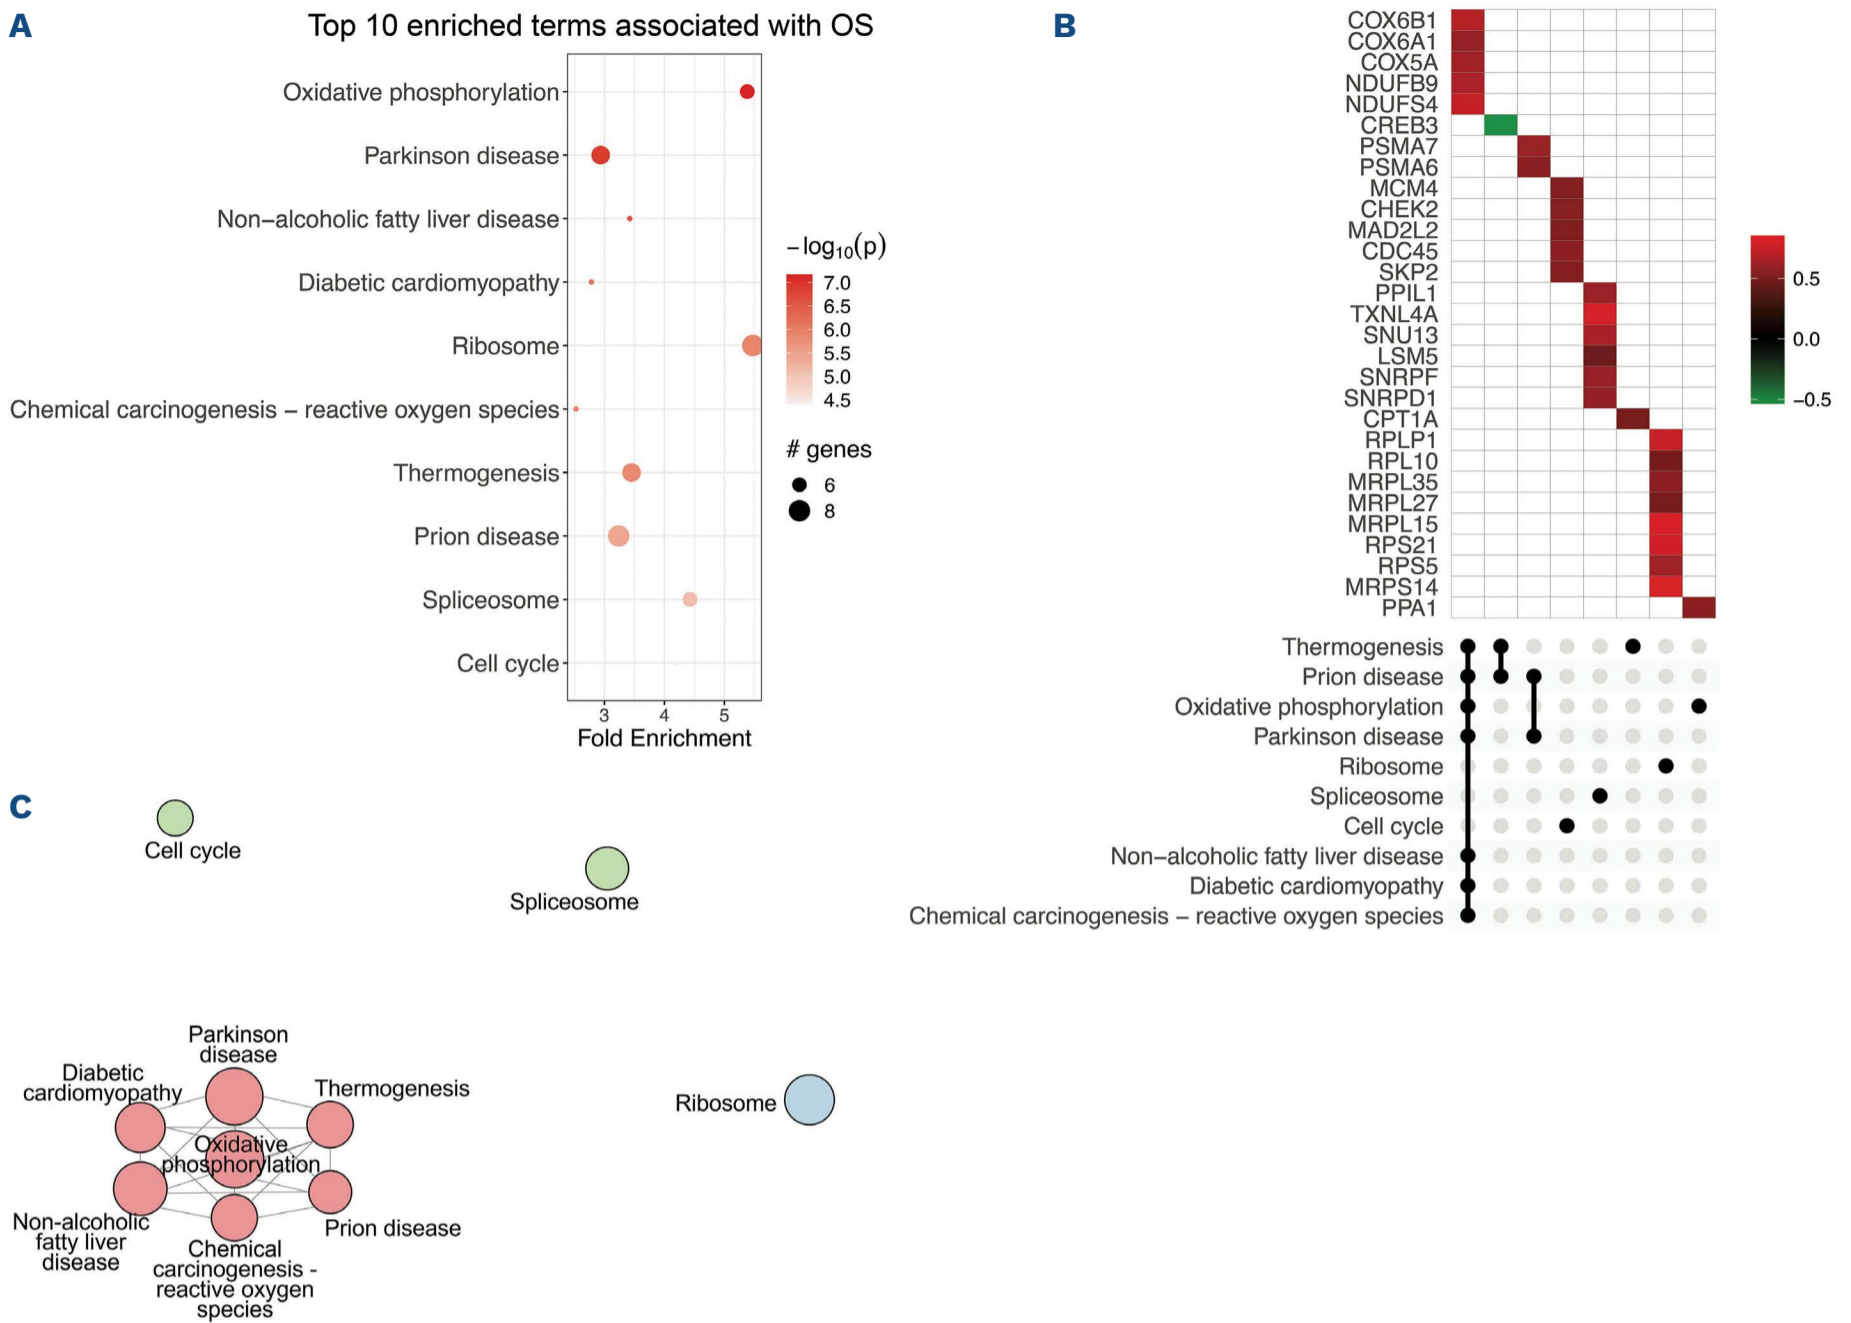 A
Top 10 enriched terms associated with OS
Oxidative phosphorylation
Parkinson disease
Non−alcoholic fatty liver disease
Diabetic cardiomyopathy
Ribosome
Chemical carcinogenesis − reactive oxygen species
Thermogenesis
Prion disease
Spliceosome
Cell cycle
3 4 5
Fold Enrichment
−log10(p)
7.0
6.5
6.0
5.5
5.0
4.5
# genes
6
8
B
COX6B1
COX6A1
COX5A
NDUFB9
NDUFS4
CREB3
PSMA7
PSMA6
MCM4
CHEK2
MAD2L2
CDC45
SKP2
PPIL1
TXNL4A
SNU13
LSM5
SNRPF
SNRPD1
CPT1A
RPLP1
RPL10
MRPL35
MRPL27
MRPL15
RPS21
RPS5
MRPS14
PPA1
0.5
0.0
−0.5
Thermogenesis
Prion disease
Oxidative phosphorylation
Parkinson disease
Ribosome
Spliceosome
Cell cycle
Non−alcoholic fatty liver disease
Diabetic cardiomyopathy
Chemical carcinogenesis − reactive oxygen species
C
Cell cycle
Spliceosome
Parkinson
disease
Diabetic
cardiomyopathy
Thermogenesis
Oxidative
phosphorylation
Ribosome
Non-alcoholic
fatty liver
disease
Prion disease
Chemical
carcinogenesis -
reactive oxygen
species